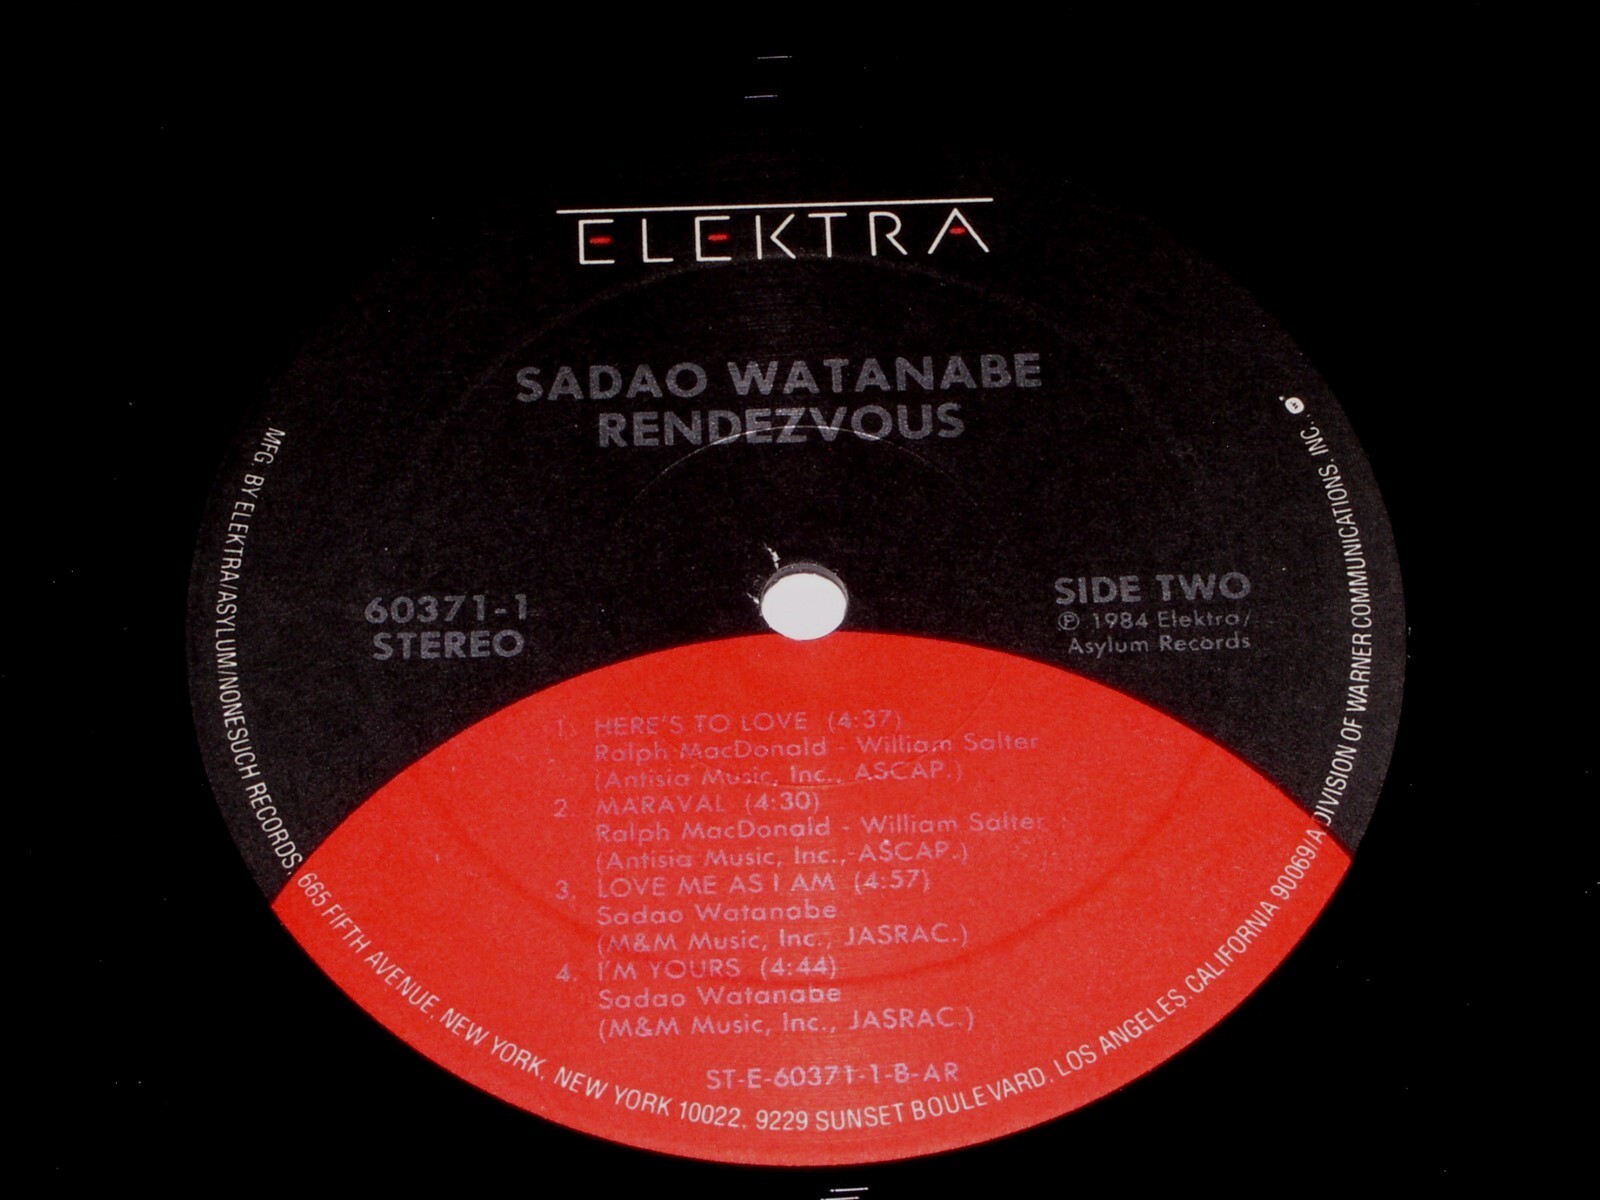 ELEKTRA
SADAO WATANABE
RENDEZVOUS
60371-1
STEREO
SIDE TWO
℗ 1984 Elektra/
Asylum Records
1. HERE'S TO LOVE (4:37)
Ralph MacDonald - William Salter
(Antisia Music, Inc., ASCAP.)
2. MARAVAL (4:30)
Ralph MacDonald - William Salter
(Antisia Music, Inc., ASCAP.)
3. LOVE ME AS I AM (4:57)
Sadao Watanabe
(M&M Music, Inc., JASRAC.)
4. I'M YOURS (4:44)
Sadao Watanabe
(M&M Music, Inc., JASRAC.)
ST-E-60371-1-B-AR
MFG. BY ELEKTRA/ASYLUM/NONESUCH RECORDS, 665 FIFTH AVENUE, NEW YORK, NEW YORK 10022. 9229 SUNSET BOULEVARD, LOS ANGELES, CALIFORNIA 90069/A DIVISION OF WARNER COMMUNICATIONS, INC.